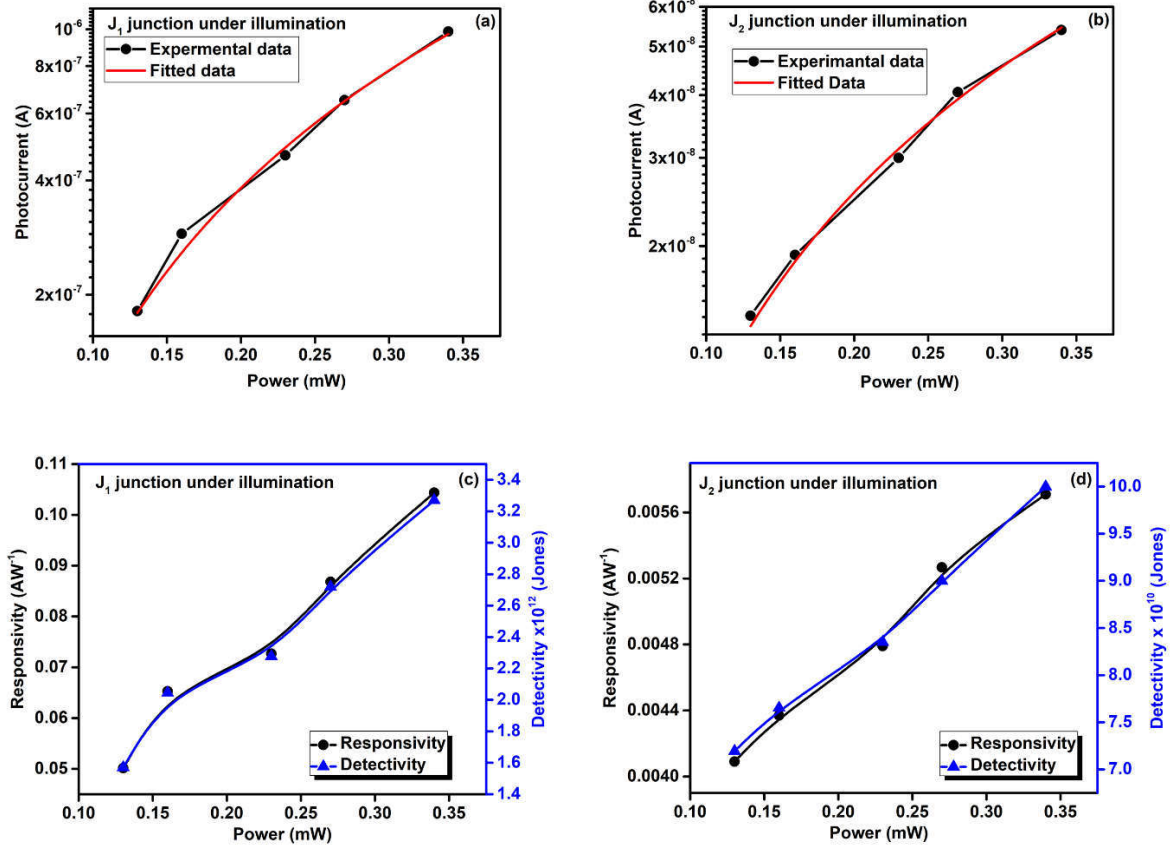 J1 junction under illumination
(a)
Expermental data
Fitted data
10^-6
8x10^-7
6x10^-7
4x10^-7
2x10^-7
Photocurrent (A)
0.10 0.15 0.20 0.25 0.30 0.35
Power (mW)
J2 junction under illumination
(b)
Experimantal data
Fitted Data
6x10^-8
5x10^-8
4x10^-8
3x10^-8
2x10^-8
Photocurrent (A)
0.10 0.15 0.20 0.25 0.30 0.35
Power (mW)
J1 junction under illumination
(c)
0.11
0.10
0.09
0.08
0.07
0.06
0.05
Responsivity (AW^-1)
3.4
3.2
3.0
2.8
2.6
2.4
2.2
2.0
1.8
1.6
1.4
Detectivity x10^12 (Jones)
Responsivity
Detectivity
0.10 0.15 0.20 0.25 0.30 0.35
Power (mW)
J2 junction under illumination
(d)
0.0056
0.0052
0.0048
0.0044
0.0040
Responsivity (AW^-1)
10.0
9.5
9.0
8.5
8.0
7.5
7.0
Detectivity x 10^10 (Jones)
Responsivity
Detectivity
0.10 0.15 0.20 0.25 0.30 0.35
Power (mW)